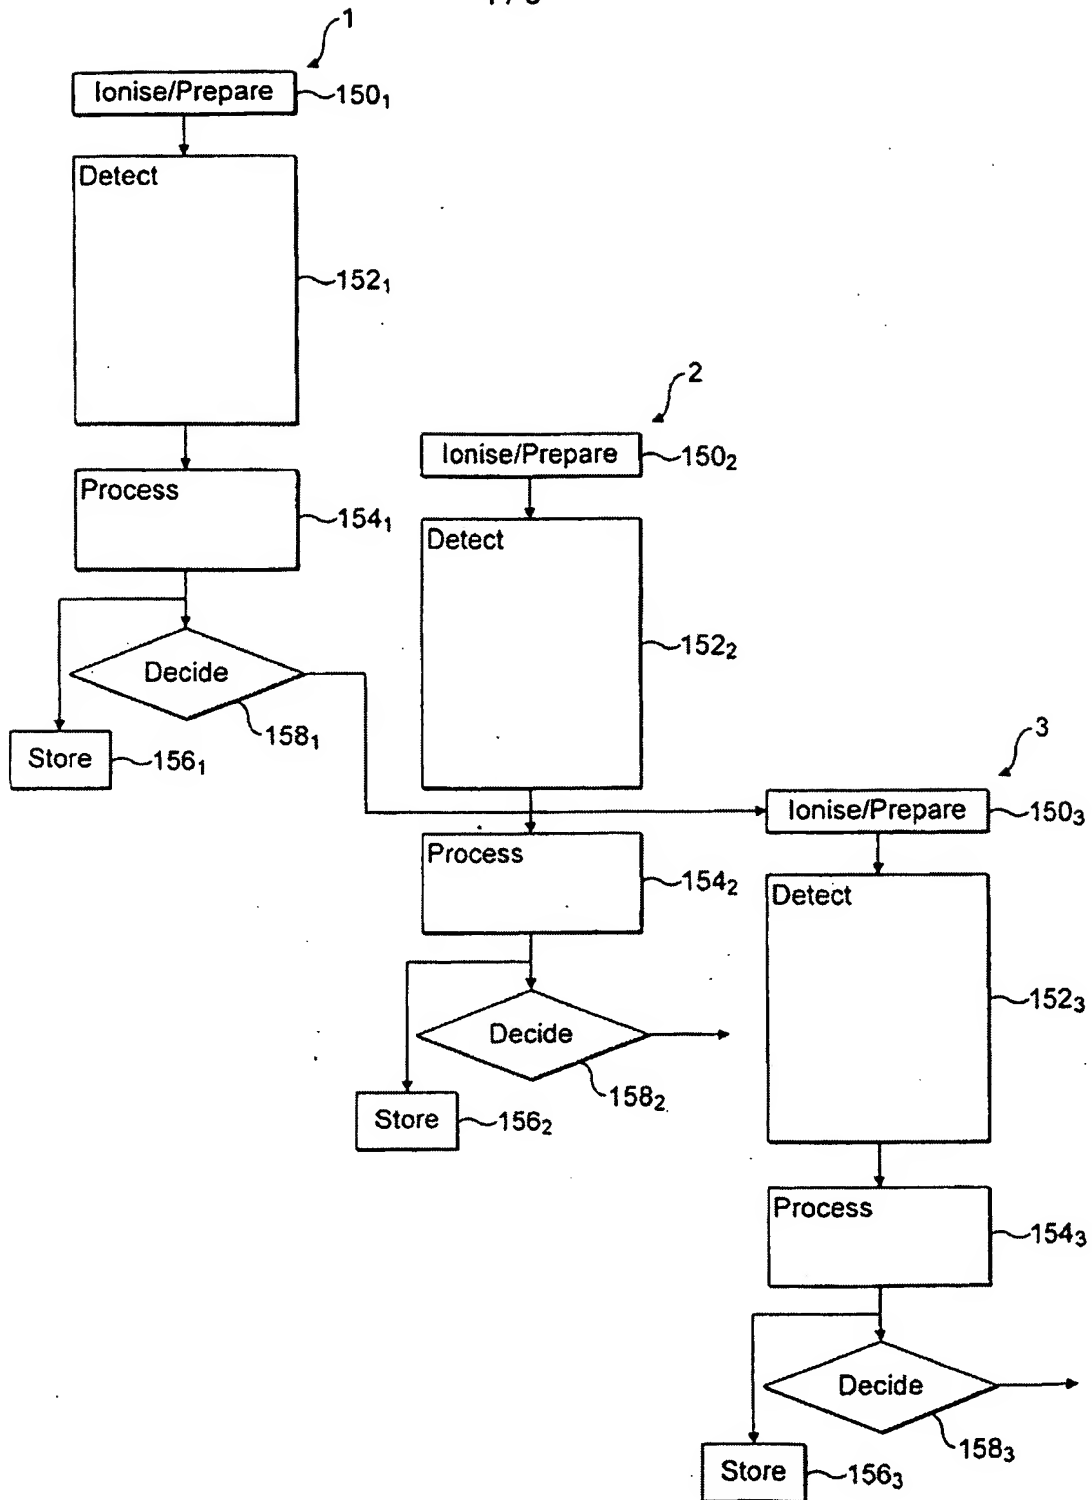 1
Ionise/Prepare 150₁
Detect
152₁
2
Ionise/Prepare 150₂
Process
154₁
Detect
152₂
Decide
158₁
Store 156₁
3
Ionise/Prepare 150₃
Process
154₂
Detect
152₃
Decide
158₂
Store 156₂
Process
154₃
Decide
158₃
Store 156₃